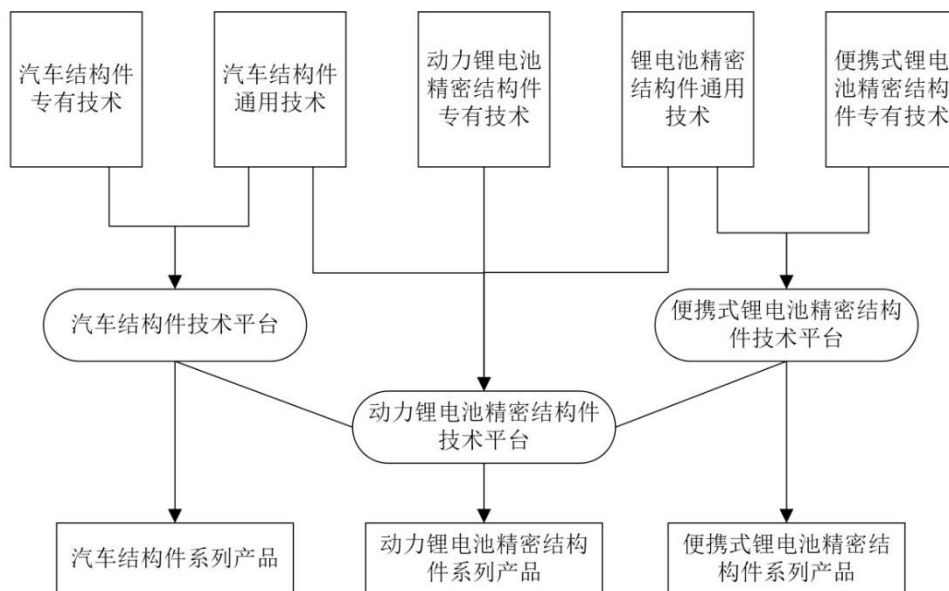 汽车结构件
专有技术
汽车结构件
通用技术
动力锂电池
精密结构件
专有技术
锂电池精密
结构件通用
技术
便携式锂电
池精密结构
件专有技术
汽车结构件技术平台
便携式锂电池精密结构
件技术平台
动力锂电池精密结构件
技术平台
汽车结构件系列产品
动力锂电池精密结构
件系列产品
便携式锂电池精密结
构件系列产品